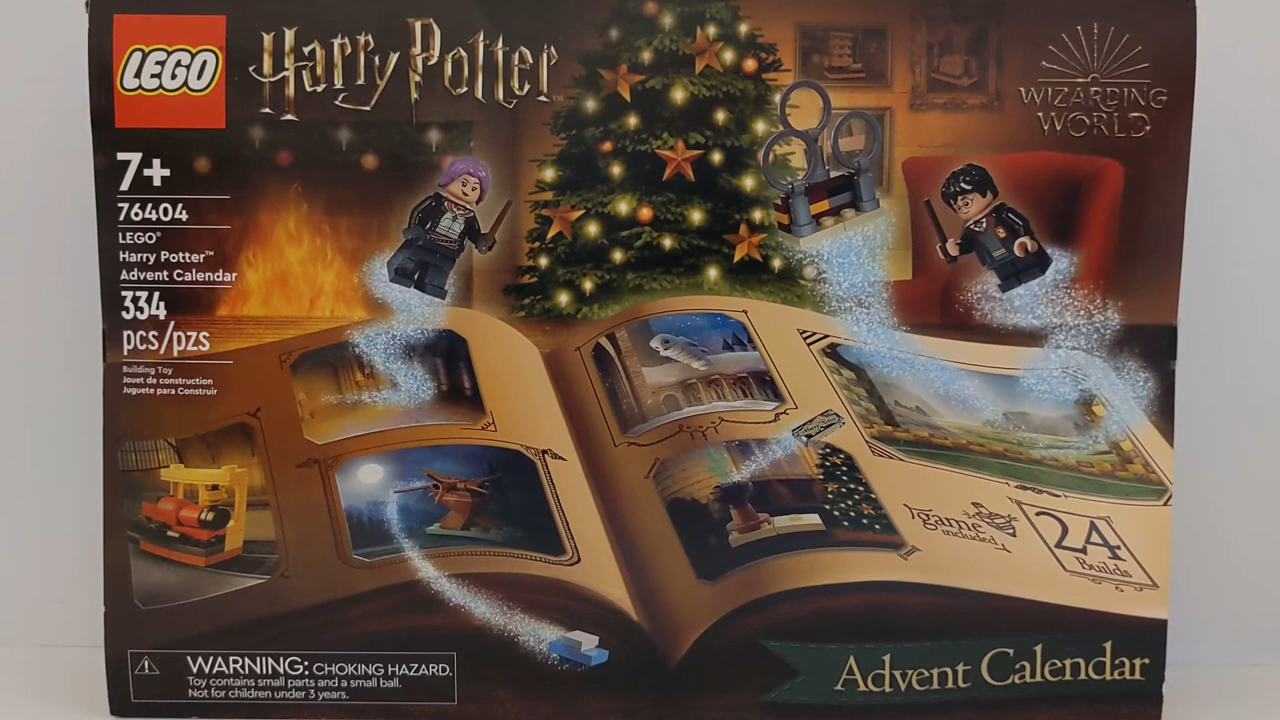 LEGO
Harry Potter™
WIZARDING
WORLD
7+
76404
LEGO®
Harry Potter™
Advent Calendar
334
pcs/pzs
Building Toy
Jouet de construction
Juguete para Construir
game
included
24
Builds
WARNING: CHOKING HAZARD.
Toy contains small parts and a small ball.
Not for children under 3 years.
Advent Calendar